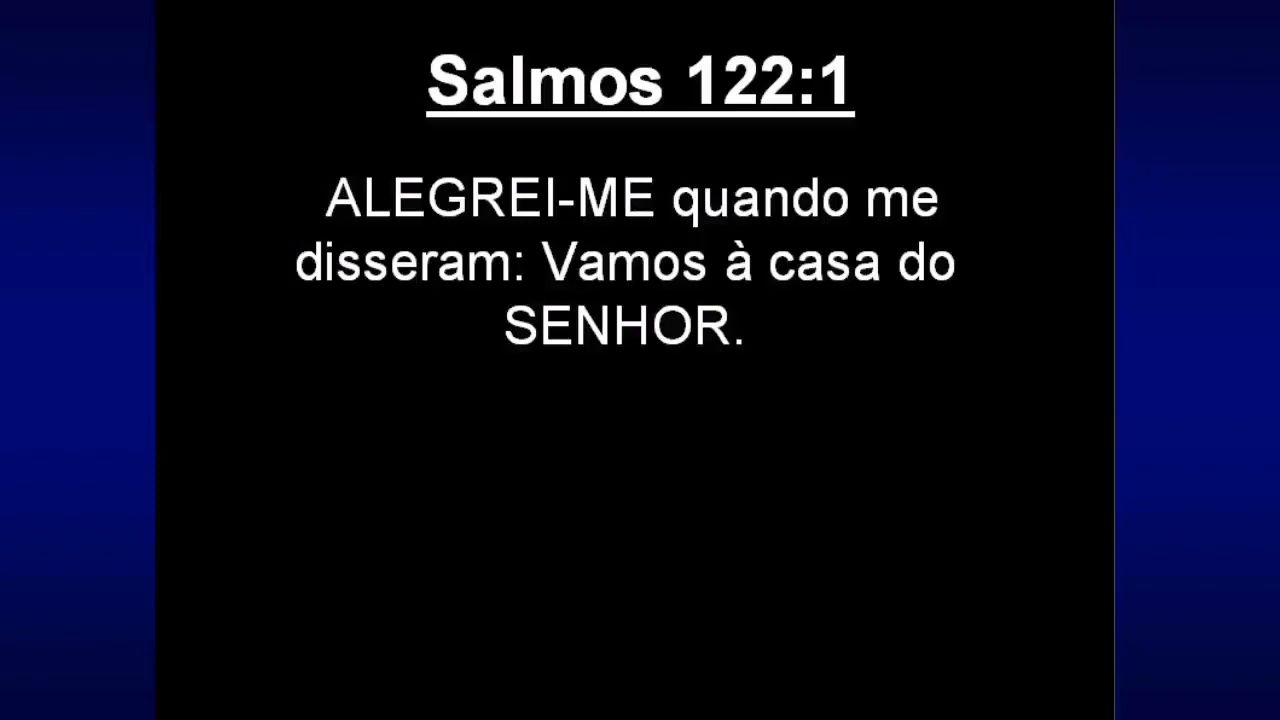 Salmos 122:1
ALEGREI-ME quando me
disseram: Vamos à casa do
SENHOR.